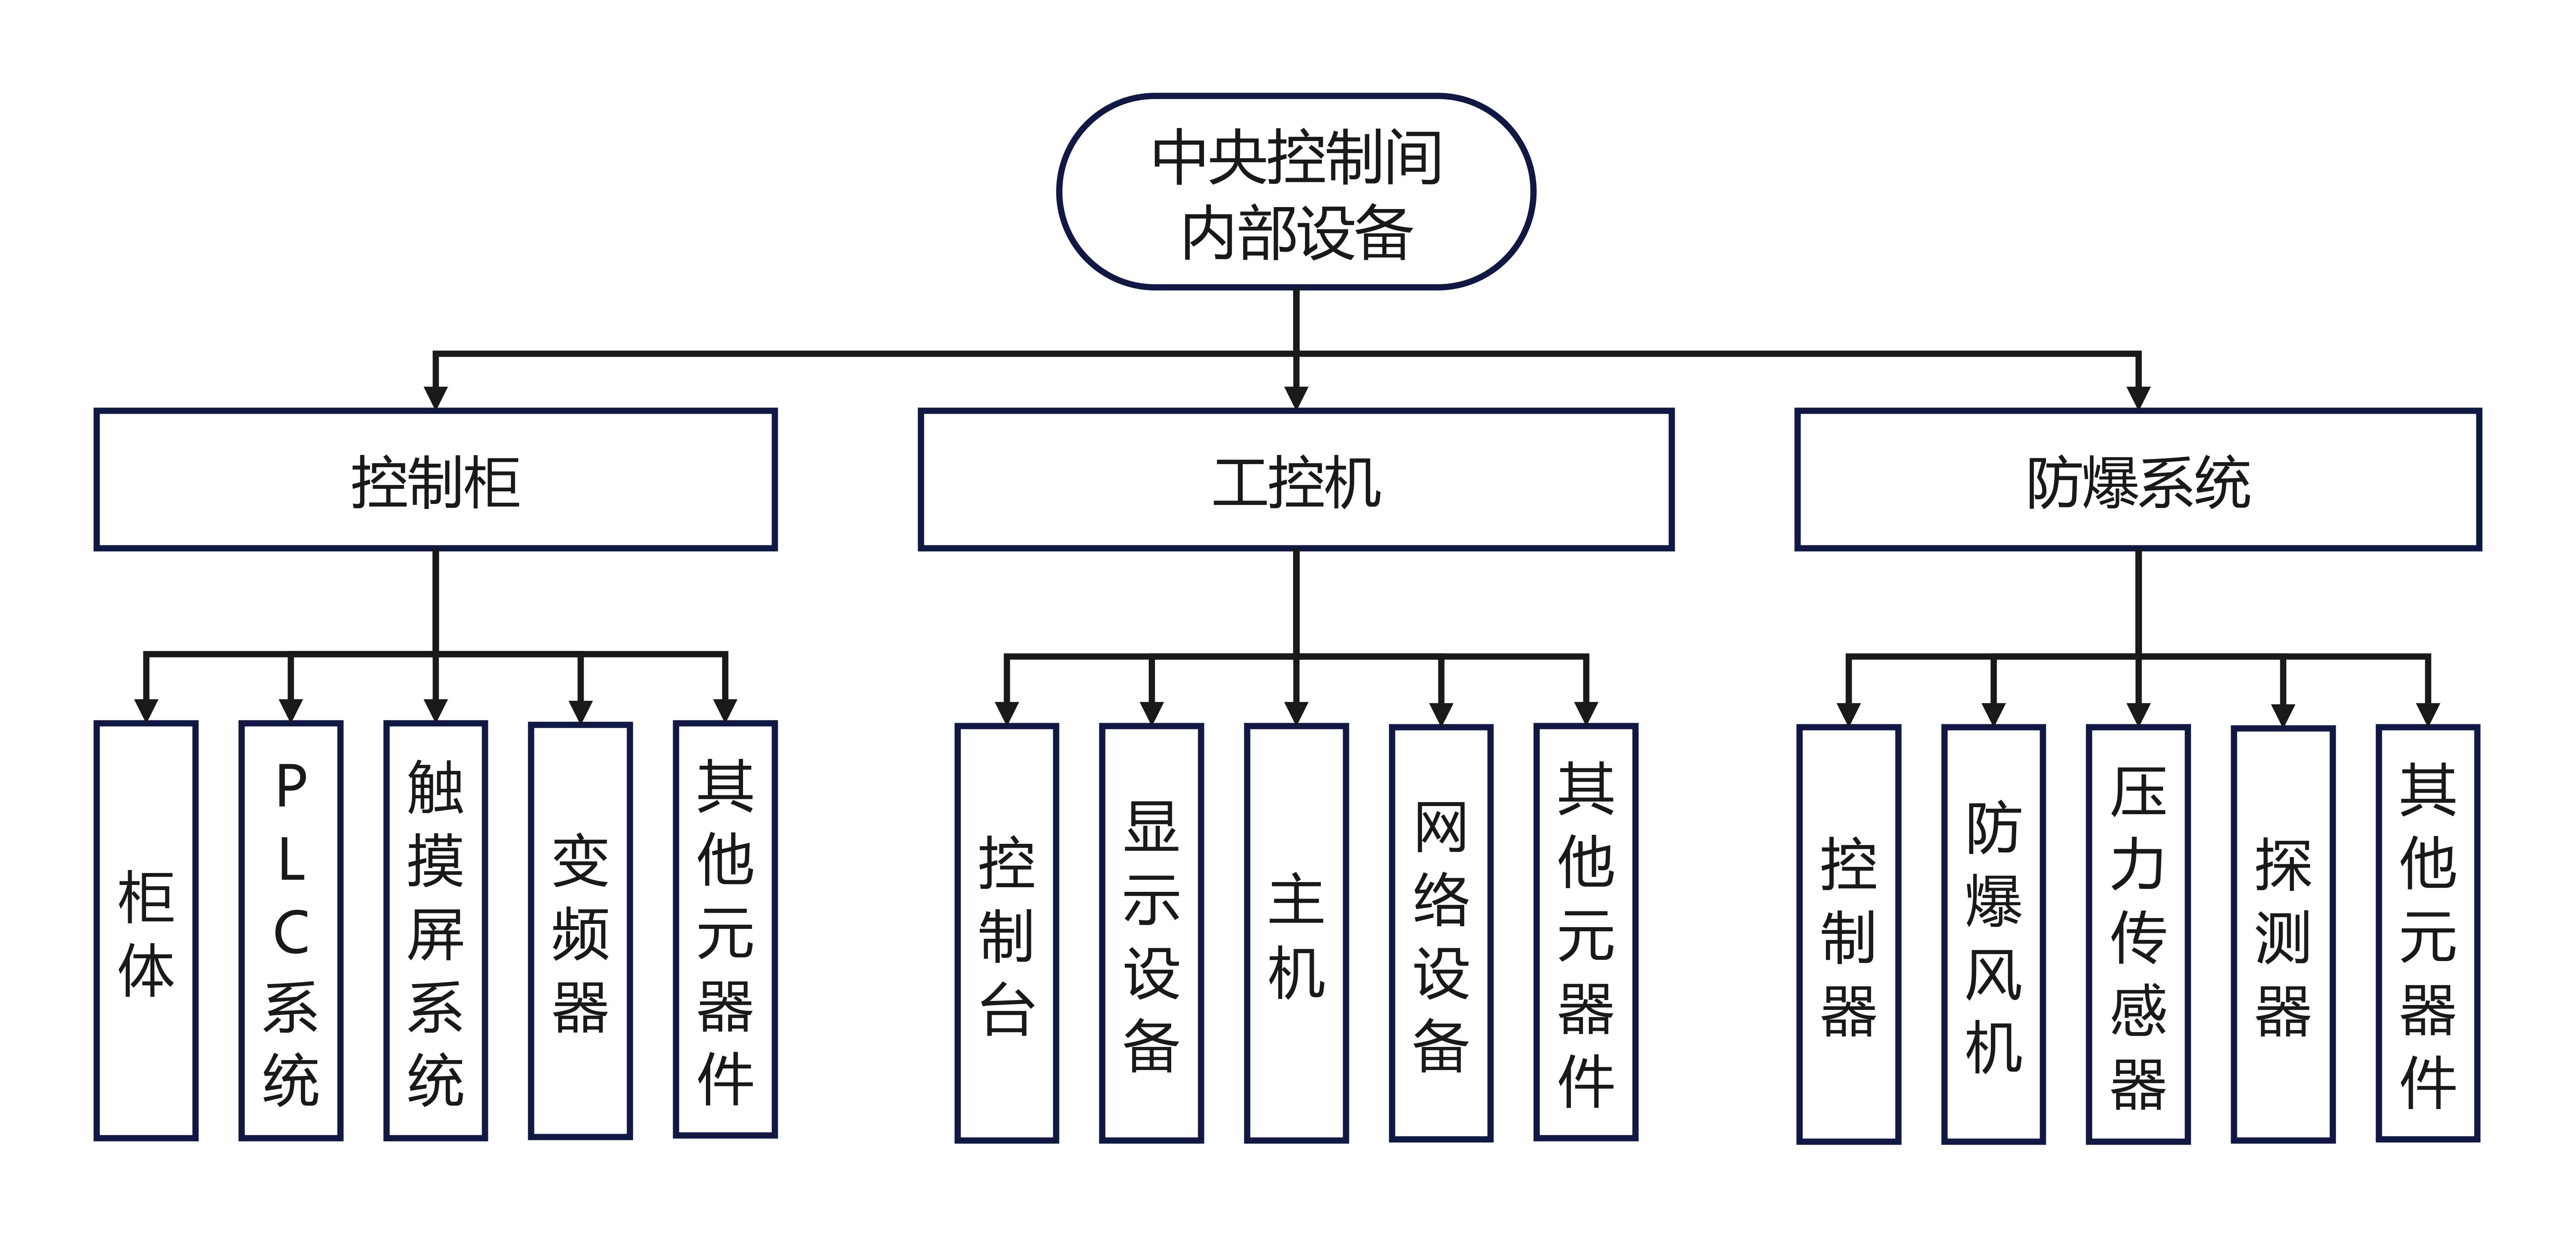 中央控制间
内部设备
控制柜
工控机
防爆系统
柜体
PLC系统
触摸屏系统
变频器
其他元器件
控制台
显示设备
主机
网络设备
其他元器件
控制器
防爆风机
压力传感器
探测器
其他元器件